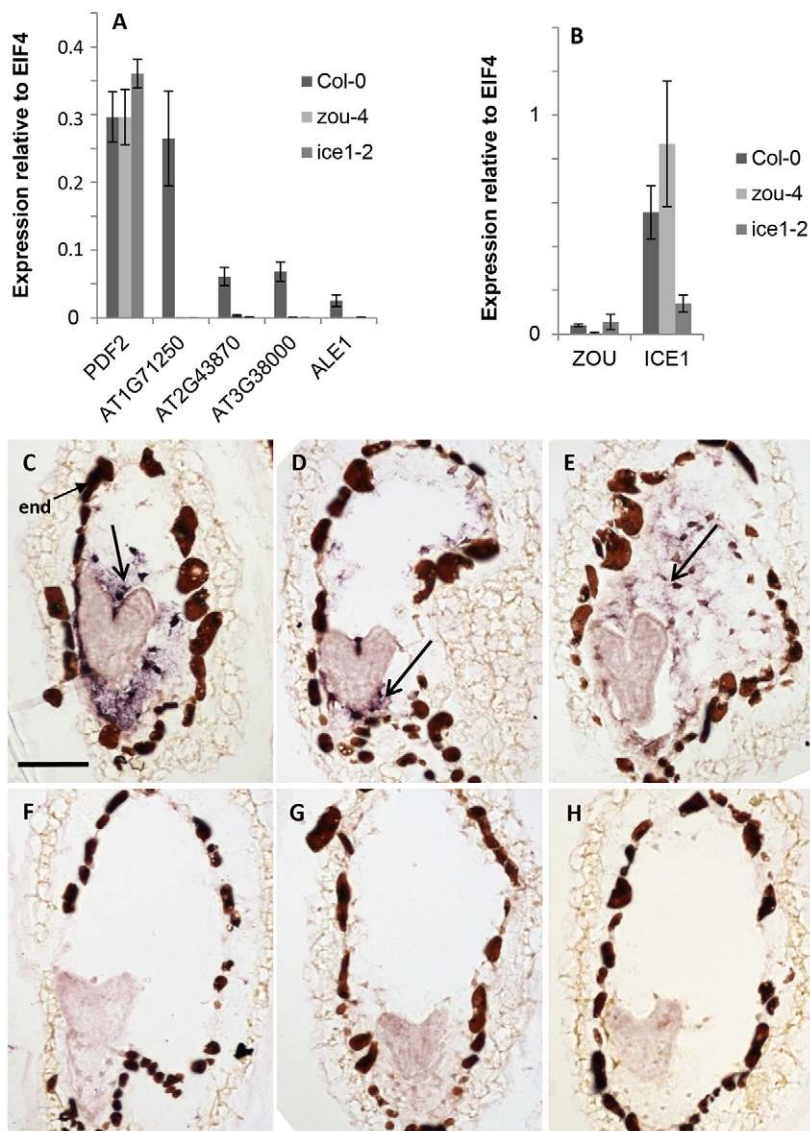 A
Expression relative to EIF4
0.4
0.3
0.2
0.1
0
Col-0
zou-4
ice1-2
PDF2
AT1G71250
AT2G43870
AT3G38000
ALE1
B
Expression relative to EIF4
1
0
Col-0
zou-4
ice1-2
ZOU
ICE1
C
end
D
E
F
G
H